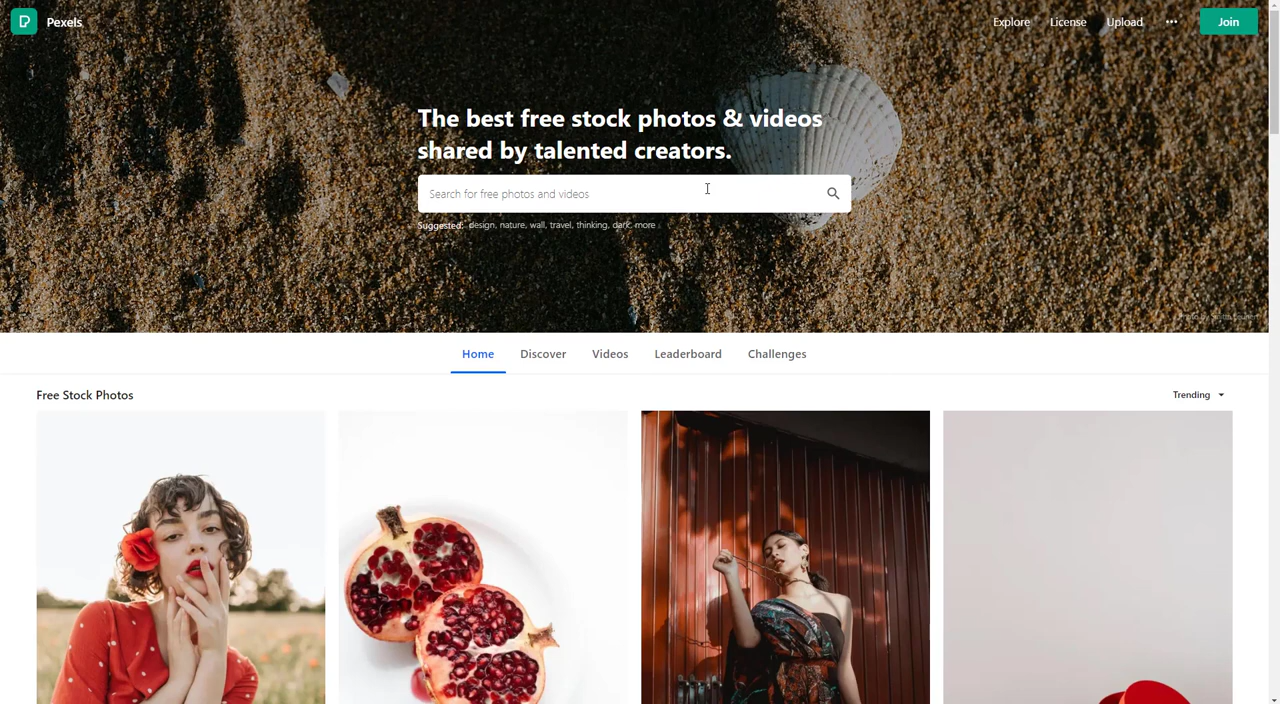 Pexels
Explore
License
Upload
Join
The best free stock photos & videos
shared by talented creators.
Search for free photos and videos
Suggested: design, nature, wall, travel, thinking, dark, more
Home
Discover
Videos
Leaderboard
Challenges
Free Stock Photos
Trending